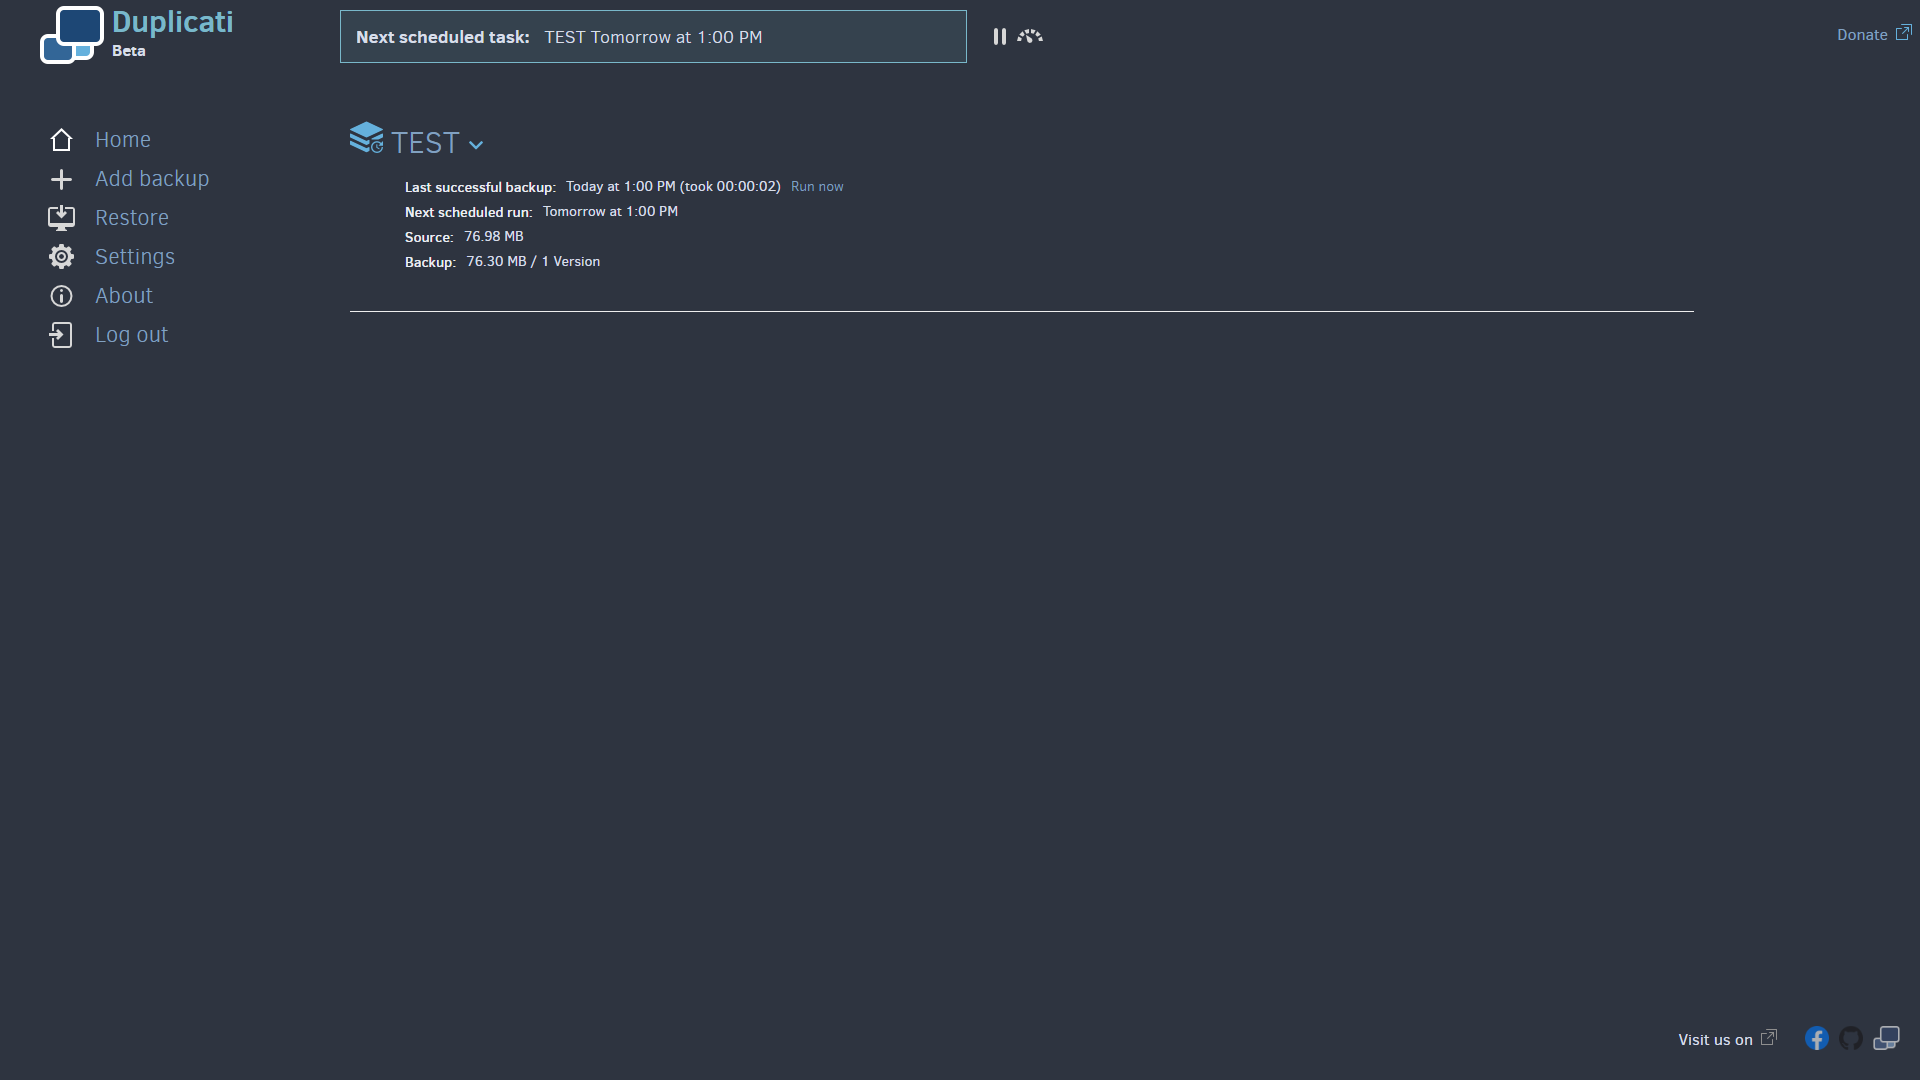 Duplicati
Beta
Next scheduled task: TEST Tomorrow at 1:00 PM
Donate
Home
Add backup
Restore
Settings
About
Log out
TEST
Last successful backup: Today at 1:00 PM (took 00:00:02) Run now
Next scheduled run: Tomorrow at 1:00 PM
Source: 76.98 MB
Backup: 76.30 MB / 1 Version
Visit us on